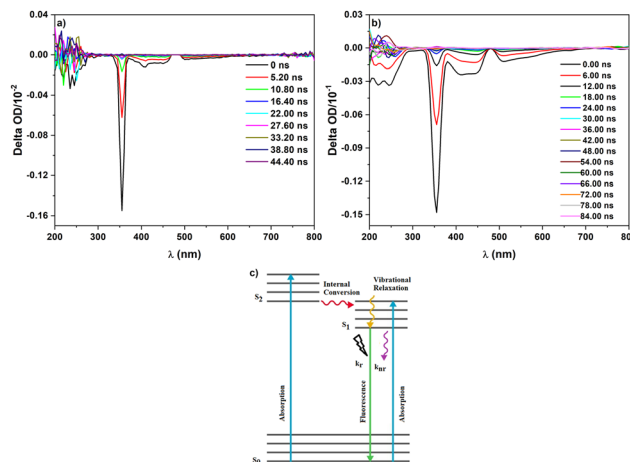 a)
0.04
0.00
-0.04
-0.08
-0.12
-0.16
Delta OD/10⁻²
200 300 400 500 600 700 800
λ (nm)
0 ns
5.20 ns
10.80 ns
16.40 ns
22.00 ns
27.60 ns
33.20 ns
38.80 ns
44.40 ns
b)
0.03
0.00
-0.03
-0.06
-0.09
-0.12
-0.15
Delta OD/10⁻¹
200 300 400 500 600 700 800
λ (nm)
0.00 ns
6.00 ns
12.00 ns
18.00 ns
24.00 ns
30.00 ns
36.00 ns
42.00 ns
48.00 ns
54.00 ns
60.00 ns
66.00 ns
72.00 ns
78.00 ns
84.00 ns
c)
S₂
Internal
Conversion
Vibrational
Relaxation
S₁
kr
knr
Absorption
Fluorescence
Absorption
S₀